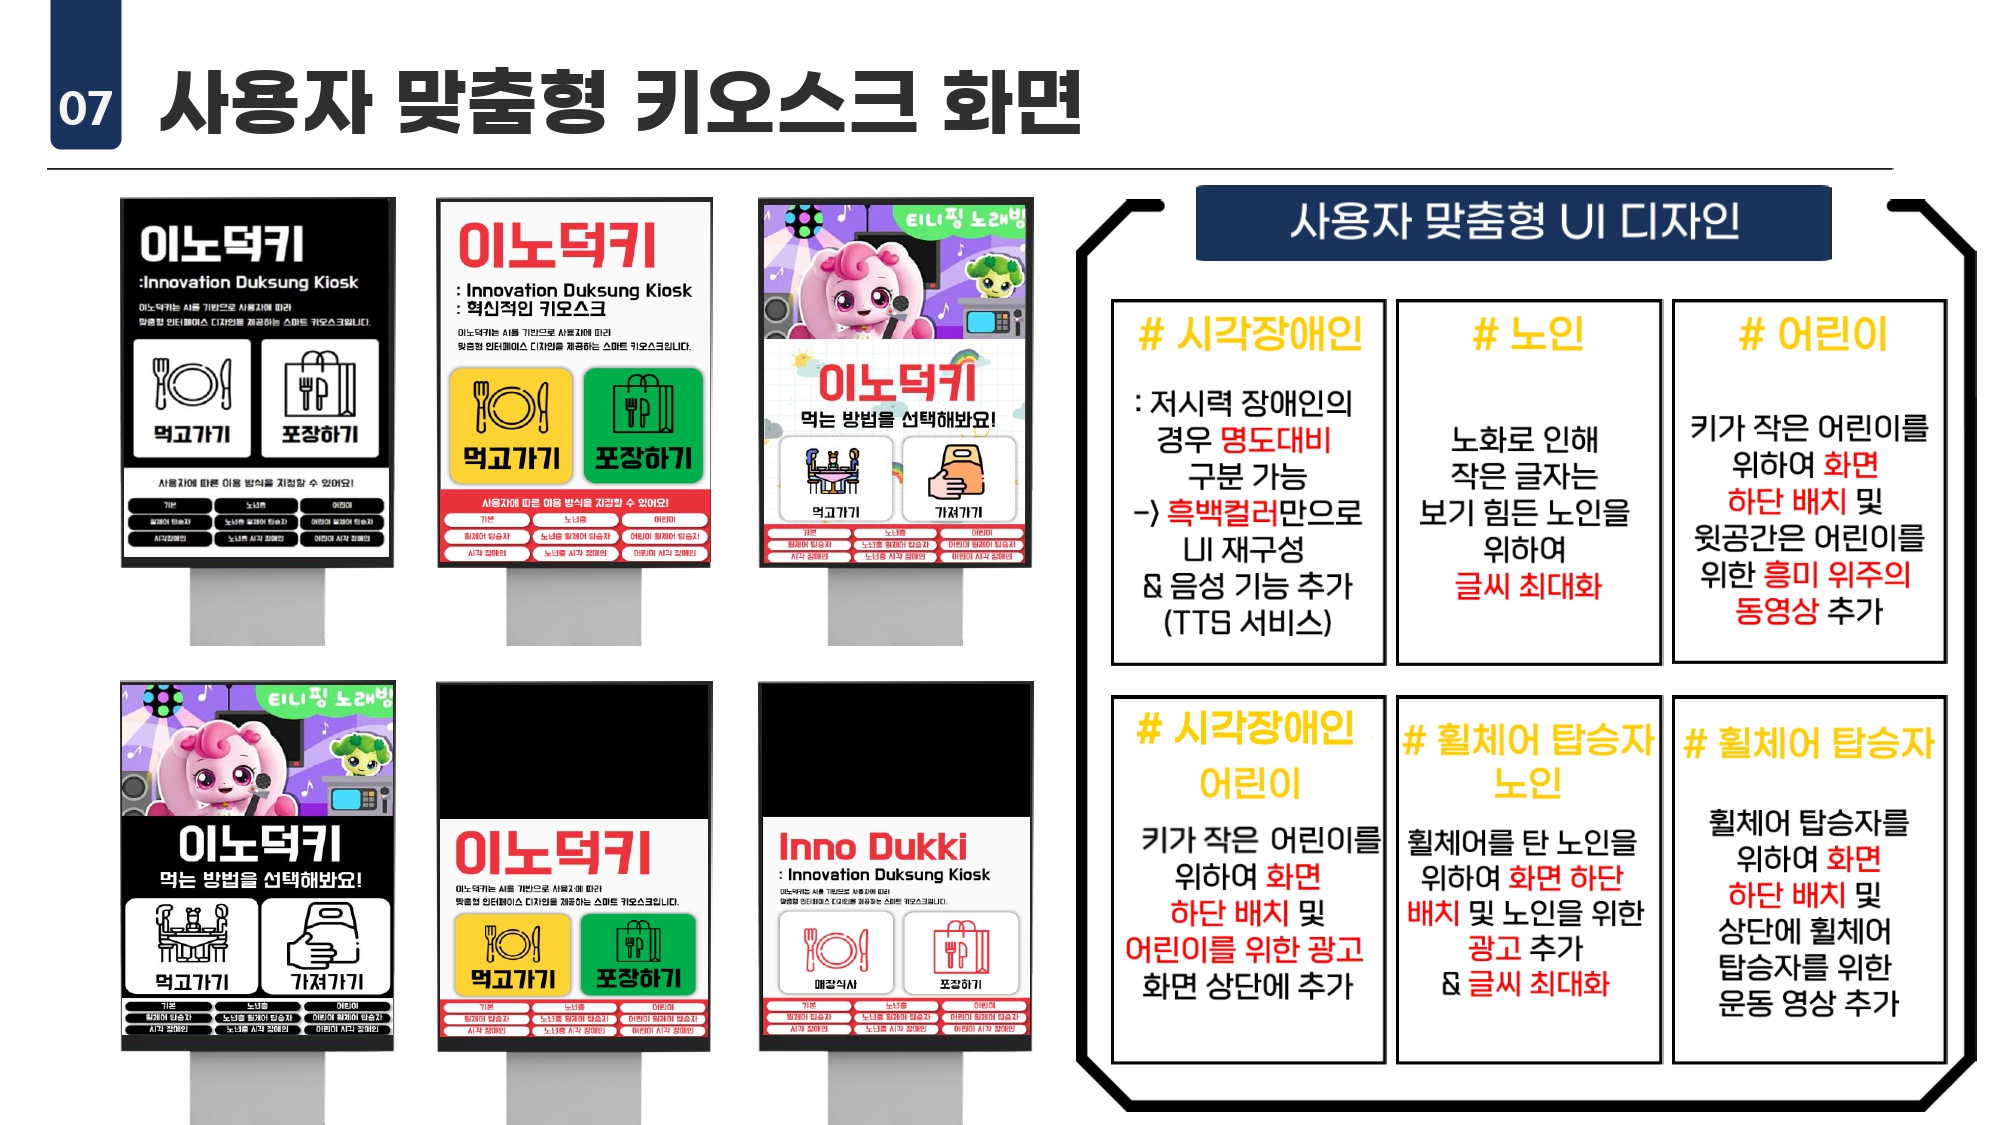 07
사용자 맞춤형 키오스크 화면
이노덕키
:Innovation Duksung Kiosk
이노덕키는 AI를 기반으로 사용자에 따라
맞춤형 인터페이스 디자인을 제공하는 스마트 키오스크입니다.
먹고가기
포장하기
사용자에 따른 이용 방식을 지정할 수 있어요!
기본
노년층
어린이
휠체어 탑승자
노년층 휠체어 탑승자
어린이 휠체어 탑승자
시각장애인
노년층 시각 장애인
어린이 시각 장애인
이노덕키
: Innovation Duksung Kiosk
: 혁신적인 키오스크
이노덕키는 AI를 기반으로 사용자에 따라
맞춤형 인터페이스 디자인을 제공하는 스마트 키오스크입니다.
먹고가기
포장하기
사용자에 따른 이용 방식을 지정할 수 있어요!
기본
노년층
어린이
휠체어 탑승자
노년층 휠체어 탑승자
어린이 휠체어 탑승자
시각 장애인
노년층 시각 장애인
어린이 시각 장애인
티니핑 노래방
이노덕키
먹는 방법을 선택해봐요!
먹고가기
가져가기
기본
노년층
어린이
휠체어 탑승자
노년층 휠체어 탑승자
어린이 휠체어 탑승자
시각 장애인
노년층 시각 장애인
어린이 시각 장애인
티니핑 노래방
이노덕키
먹는 방법을 선택해봐요!
먹고가기
가져가기
기본
노년층
어린이
휠체어 탑승자
노년층 휠체어 탑승자
어린이 휠체어 탑승자
시각 장애인
노년층 시각 장애인
어린이 시각 장애인
이노덕키
이노덕키는 AI를 기반으로 사용자에 따라
맞춤형 인터페이스 디자인을 제공하는 스마트 키오스크입니다.
먹고가기
포장하기
기본
노년층
어린이
휠체어 탑승자
노년층 휠체어 탑승자
어린이 휠체어 탑승자
시각 장애인
노년층 시각 장애인
어린이 시각 장애인
Inno Dukki
: Innovation Duksung Kiosk
이노덕키는 AI를 기반으로 사용자에 따라
맞춤형 인터페이스 디자인을 제공하는 스마트 키오스크입니다.
매장식사
포장하기
기본
노년층
어린이
휠체어 탑승자
노년층 휠체어 탑승자
어린이 휠체어 탑승자
시각 장애인
노년층 시각 장애인
어린이 시각 장애인
사용자 맞춤형 UI 디자인
# 시각장애인
: 저시력 장애인의
경우 명도대비
구분 가능
-> 흑백컬러만으로
UI 재구성
& 음성 기능 추가
(TTS 서비스)
# 노인
노화로 인해
작은 글자는
보기 힘든 노인을
위하여
글씨 최대화
# 어린이
키가 작은 어린이를
위하여 화면
하단 배치 및
윗공간은 어린이를
위한 흥미 위주의
동영상 추가
# 시각장애인
어린이
키가 작은 어린이를
위하여 화면
하단 배치 및
어린이를 위한 광고
화면 상단에 추가
# 휠체어 탑승자
노인
휠체어를 탄 노인을
위하여 화면 하단
배치 및 노인을 위한
광고 추가
& 글씨 최대화
# 휠체어 탑승자
휠체어 탑승자를
위하여 화면
하단 배치 및
상단에 휠체어
탑승자를 위한
운동 영상 추가